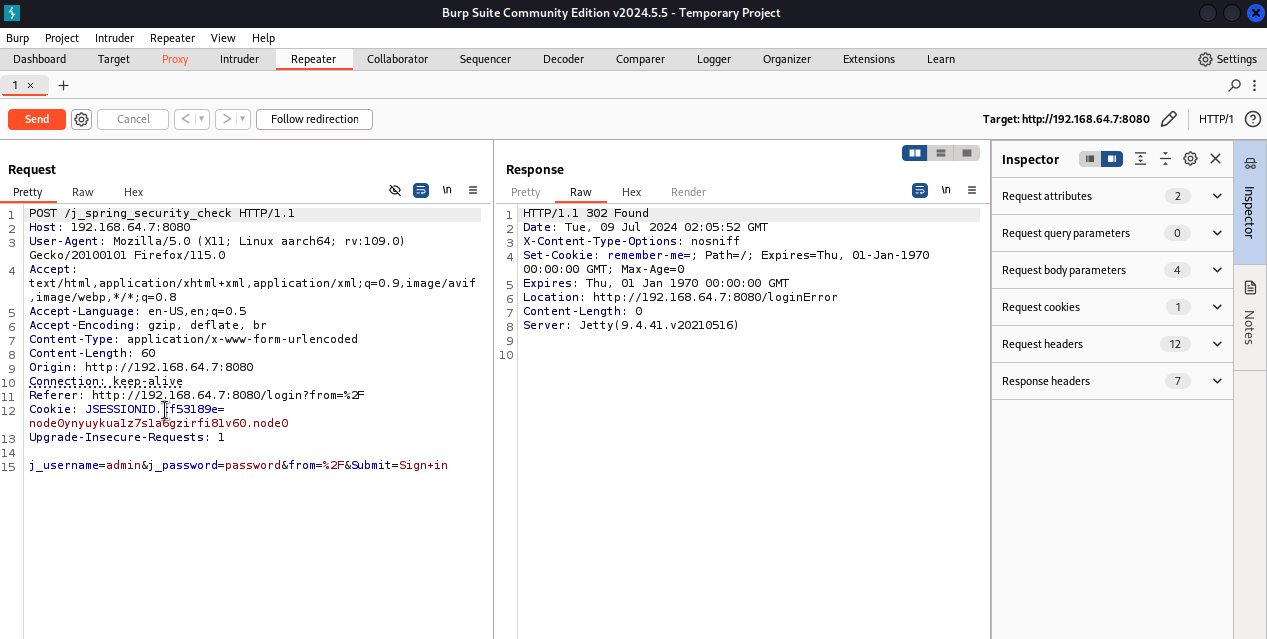 Burp Suite Community Edition v2024.5.5 - Temporary Project
Burp Project Intruder Repeater View Help
Dashboard Target Proxy Intruder Repeater Collaborator Sequencer Decoder Comparer Logger Organizer Extensions Learn Settings
1 × +
Send Cancel < > Follow redirection Target: http://192.168.64.7:8080 HTTP/1 ?
Request
Pretty Raw Hex \n
1 POST /j_spring_security_check HTTP/1.1
2 Host: 192.168.64.7:8080
3 User-Agent: Mozilla/5.0 (X11; Linux aarch64; rv:109.0)
Gecko/20100101 Firefox/115.0
4 Accept:
text/html,application/xhtml+xml,application/xml;q=0.9,image/avif
,image/webp,*/*;q=0.8
5 Accept-Language: en-US,en;q=0.5
6 Accept-Encoding: gzip, deflate, br
7 Content-Type: application/x-www-form-urlencoded
8 Content-Length: 60
9 Origin: http://192.168.64.7:8080
10 Connection: keep-alive
11 Referer: http://192.168.64.7:8080/login?from=%2F
12 Cookie:
13 Upgrade-Insecure-Requests: 1
14
15 j_username=admin&j_password=password&from=%2F&Submit=Sign+in
Response
Pretty Raw Hex Render \n
1 HTTP/1.1 302 Found
2 Date: Tue, 09 Jul 2024 02:05:52 GMT
3 X-Content-Type-Options: nosniff
4 Set-Cookie: remember-me=; Path=/; Expires=Thu, 01-Jan-1970
00:00:00 GMT; Max-Age=0
5 Expires: Thu, 01 Jan 1970 00:00:00 GMT
6 Location: http://192.168.64.7:8080/loginError
7 Content-Length: 0
8 Server: Jetty(9.4.41.v20210516)
9
10
Inspector
Request attributes 2
Request query parameters 0
Request body parameters 4
Request cookies 1
Request headers 12
Response headers 7
Inspector
Notes